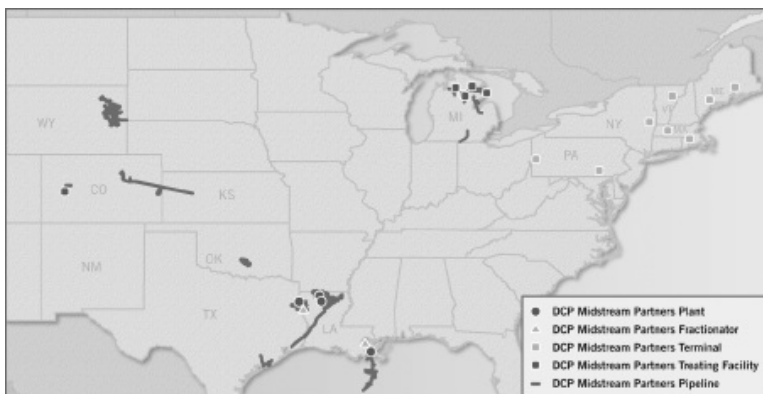 ME
VT
WY
MI
NY
MA
PA
CO
KS
OK
NM
TX
LA
DCP Midstream Partners Plant
DCP Midstream Partners Fractionator
DCP Midstream Partners Terminal
DCP Midstream Partners Treating Facility
DCP Midstream Partners Pipeline